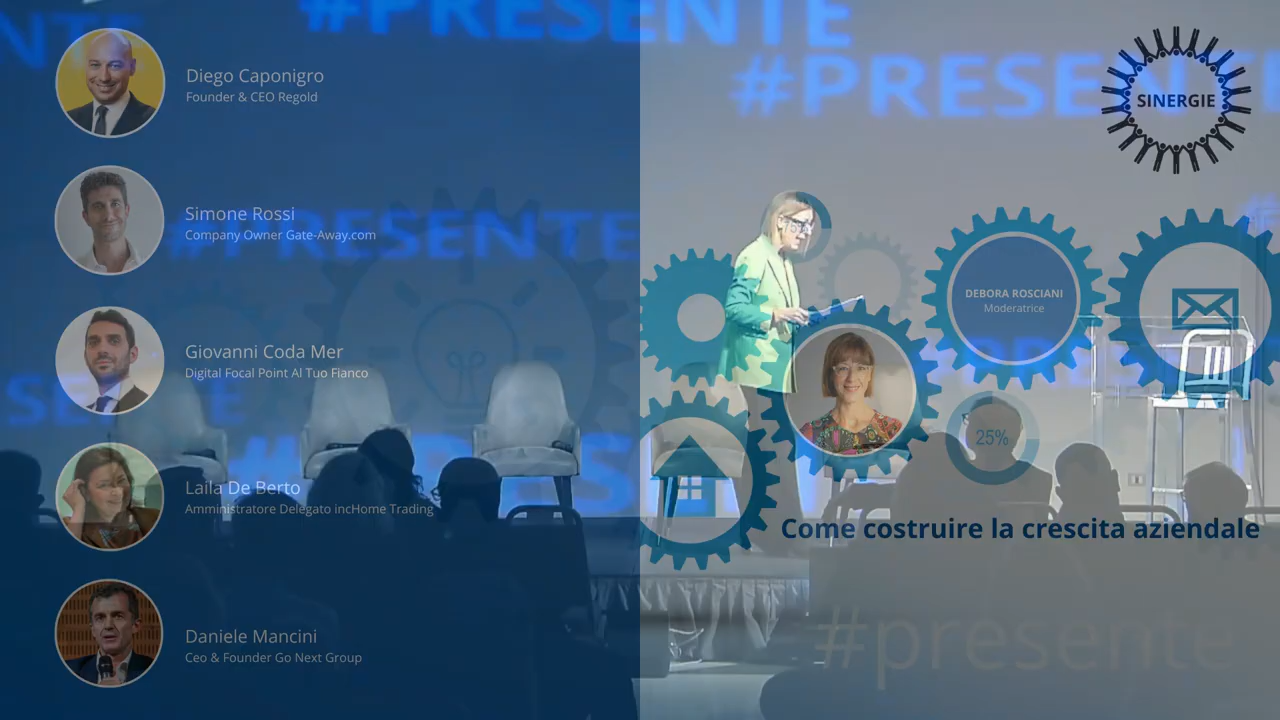 #PRESENTE
#PRESENTE
#PRESENTE
SINERGIE
Diego Caponigro
Founder & CEO Regold
Simone Rossi
Company Owner Gate-Away.com
Giovanni Coda Mer
Digital Focal Point Al Tuo Fianco
Laila De Berto
Amministratore Delegato incHome Trading
Daniele Mancini
Ceo & Founder Go Next Group
DEBORA ROSCIANI
Moderatrice
25%
Come costruire la crescita aziendale
#presente